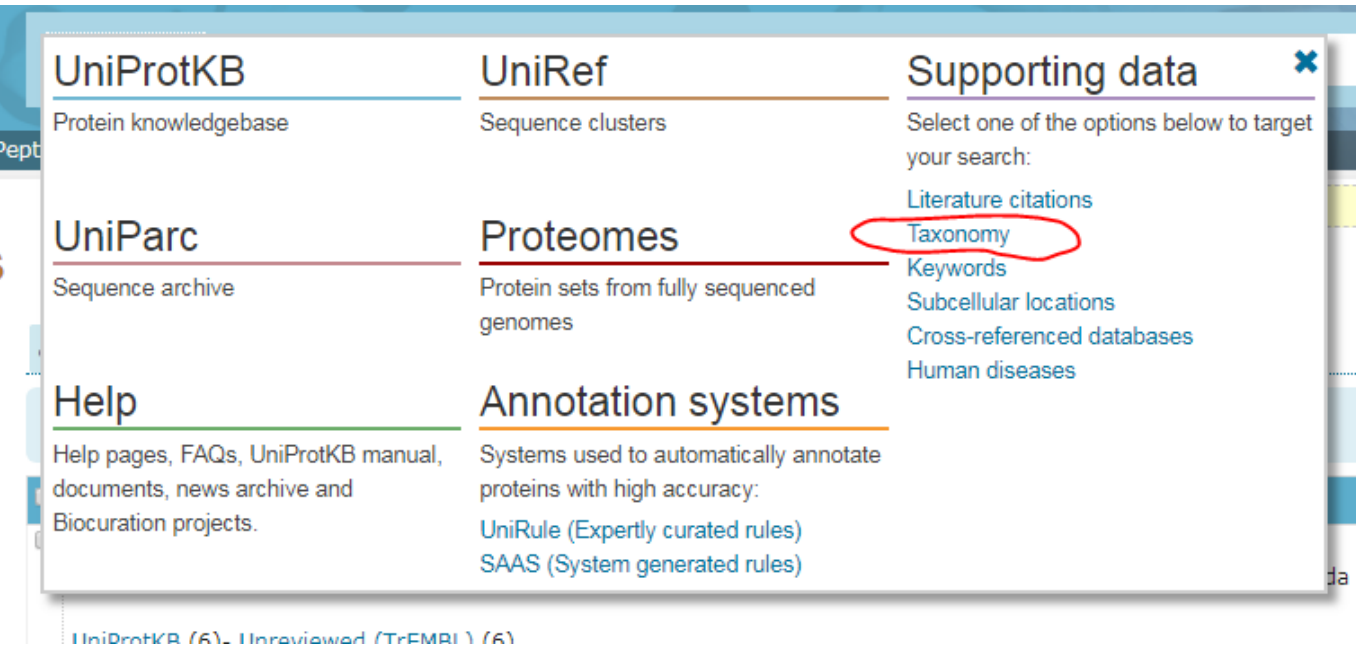 UniProtKB
Protein knowledgebase
UniRef
Sequence clusters
Supporting data
Select one of the options below to target
your search:
Literature citations
Taxonomy
Keywords
Subcellular locations
Cross-referenced databases
Human diseases
UniParc
Sequence archive
Proteomes
Protein sets from fully sequenced
genomes
Help
Help pages, FAQs, UniProtKB manual,
documents, news archive and
Biocuration projects.
Annotation systems
Systems used to automatically annotate
proteins with high accuracy:
UniRule (Expertly curated rules)
SAAS (System generated rules)
Pept
s
da
UniProtKB (6)- Unreviewed (TrEMBL) (6)